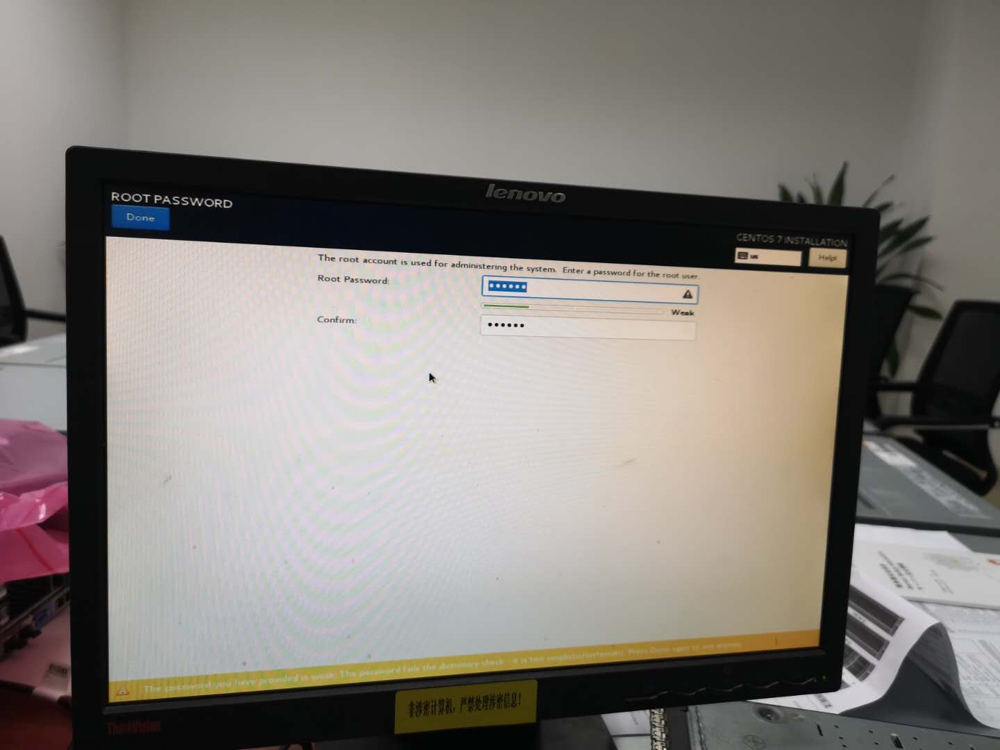 lenovo
ROOT PASSWORD
Done
CENTOS 7 INSTALLATION
us
Help!
The root account is used for administering the system. Enter a password for the root user.
Root Password:
Weak
Confirm:
The password you have provided is weak: The password fails the dictionary check - it is too simplistic/systematic. Press Done again to use anyway.
非涉密计算机，严禁处理涉密信息！
ThinkVision